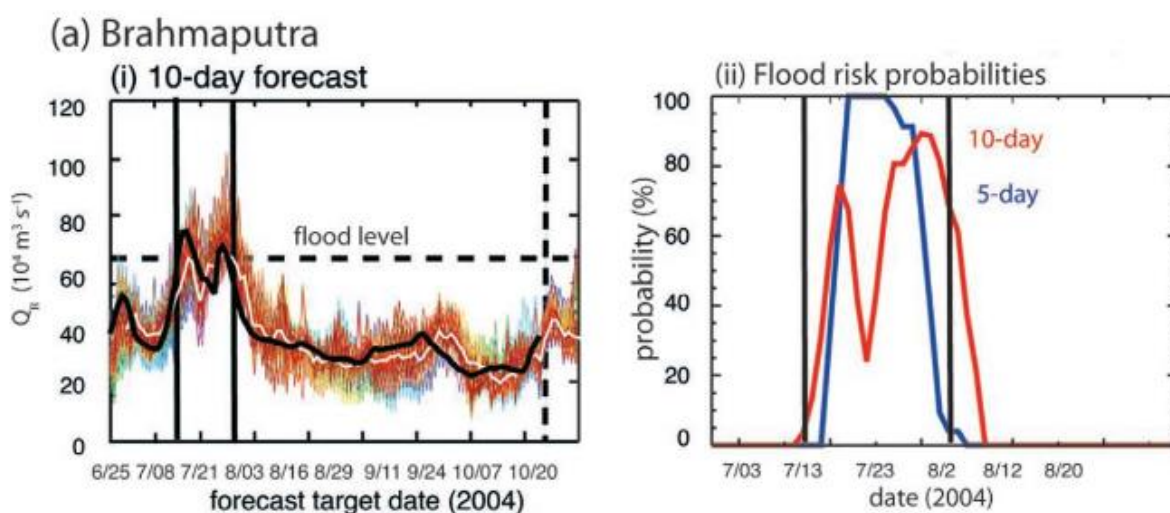 (a) Brahmaputra
(i) 10-day forecast
120
100
80
60
40
20
0
Q_R (10⁴ m³ s⁻¹)
flood level
6/25 7/08 7/21 8/03 8/16 8/29 9/11 9/24 10/07 10/20
forecast target date (2004)
(ii) Flood risk probabilities
100
80
60
40
20
0
probability (%)
10-day
5-day
7/03 7/13 7/23 8/2 8/12 8/20
date (2004)